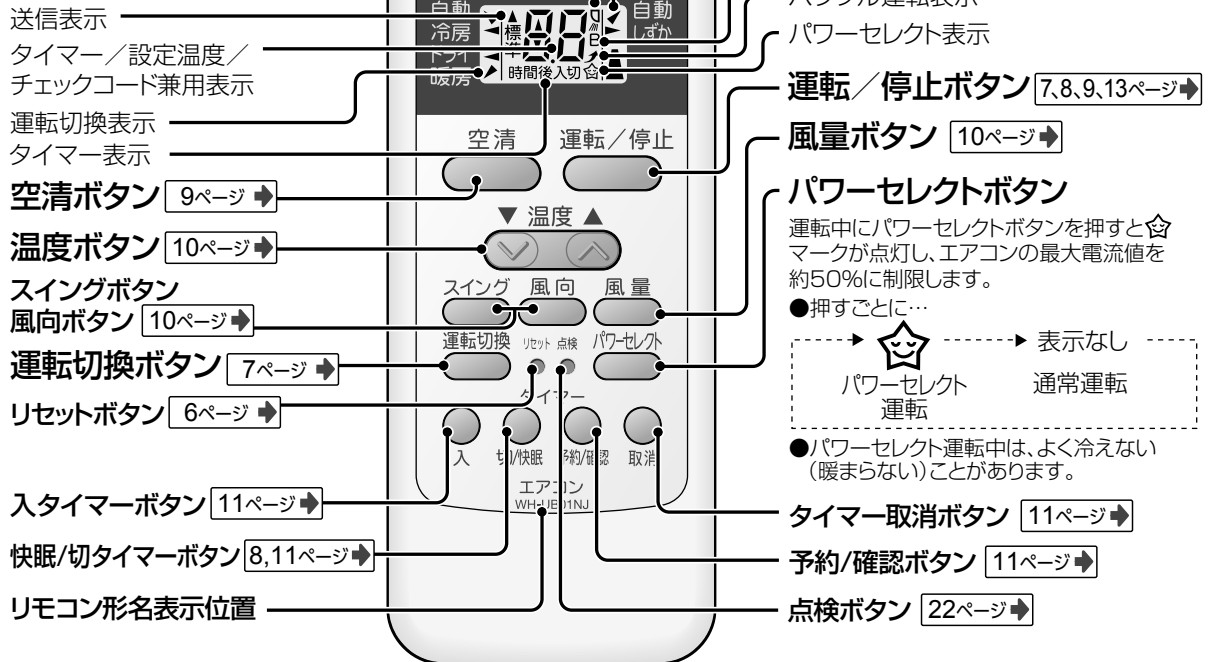 送信表示
タイマー／設定温度／
チェックコード兼用表示
運転切換表示
タイマー表示
空清ボタン 9ページ
温度ボタン 10ページ
スイングボタン
風向ボタン 10ページ
運転切換ボタン 7ページ
リセットボタン 6ページ
入タイマーボタン 11ページ
快眠/切タイマーボタン 8,11ページ
リモコン形名表示位置
自動
冷房
ドライ
暖房
標準
88
時間後入切
自動
しずか
空清 運転／停止
▼ 温度 ▲
スイング 風向 風量
運転切換 リセット 点検 パワーセレクト
タイマー
入 切/快眠 予約/確認 取消
エアコン
WH-UB01NJ
パワーセレクト表示
運転／停止ボタン 7、8、9、13ページ
風量ボタン 10ページ
パワーセレクトボタン
運転中にパワーセレクトボタンを押すと
マークが点灯し、エアコンの最大電流値を
約50%に制限します。
●押すごとに…
表示なし
パワーセレクト
運転
通常運転
●パワーセレクト運転中は、よく冷えない
（暖まらない）ことがあります。
タイマー取消ボタン 11ページ
予約/確認ボタン 11ページ
点検ボタン 22ページ